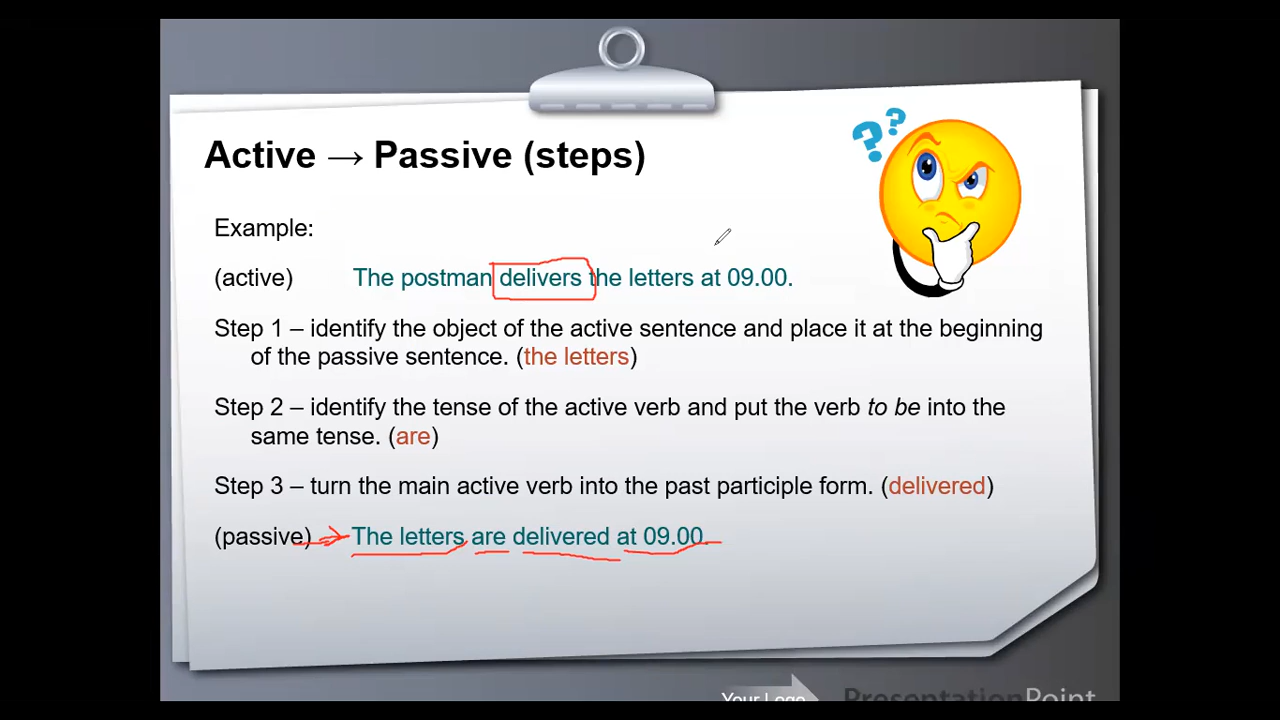 Active → Passive (steps)
? ?
Example:
(active) The postman delivers the letters at 09.00.
Step 1 – identify the object of the active sentence and place it at the beginning
of the passive sentence. (the letters)
Step 2 – identify the tense of the active verb and put the verb to be into the
same tense. (are)
Step 3 – turn the main active verb into the past participle form. (delivered)
(passive) The letters are delivered at 09.00.
Your Logo PresentationPoint